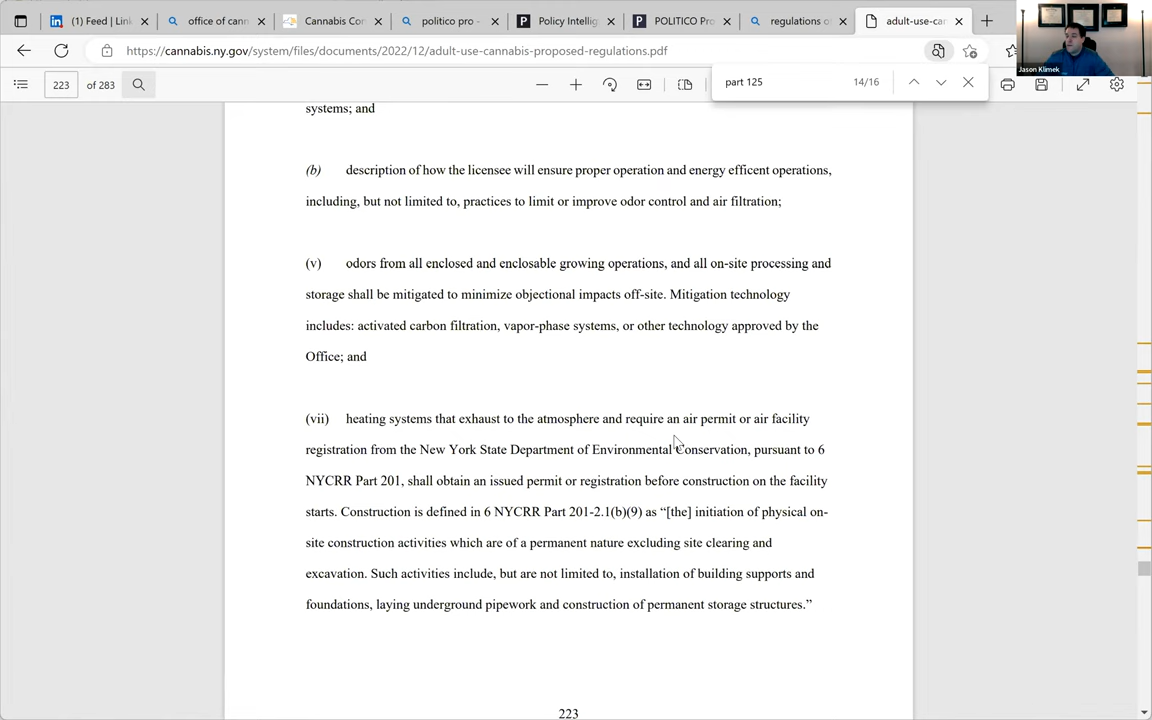 (1) Feed | Link
office of cann
Cannabis Con
politico pro -
Policy Intellig
POLITICO Pro
regulations o
adult-use-can
https://cannabis.ny.gov/system/files/documents/2022/12/adult-use-cannabis-proposed-regulations.pdf
Jason Klimek
223 of 283
part 125 14/16
systems; and
(b) description of how the licensee will ensure proper operation and energy efficent operations,
including, but not limited to, practices to limit or improve odor control and air filtration;
(v) odors from all enclosed and enclosable growing operations, and all on-site processing and
storage shall be mitigated to minimize objectional impacts off-site. Mitigation technology
includes: activated carbon filtration, vapor-phase systems, or other technology approved by the
Office; and
(vii) heating systems that exhaust to the atmosphere and require an air permit or air facility
registration from the New York State Department of Environmental Conservation, pursuant to 6
NYCRR Part 201, shall obtain an issued permit or registration before construction on the facility
starts. Construction is defined in 6 NYCRR Part 201-2.1(b)(9) as “[the] initiation of physical on-
site construction activities which are of a permanent nature excluding site clearing and
excavation. Such activities include, but are not limited to, installation of building supports and
foundations, laying underground pipework and construction of permanent storage structures.”
223